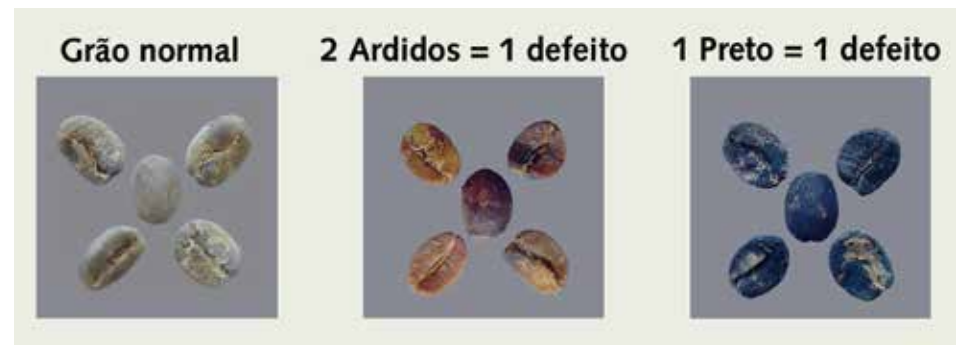 Grão normal
2 Ardidos = 1 defeito
1 Preto = 1 defeito